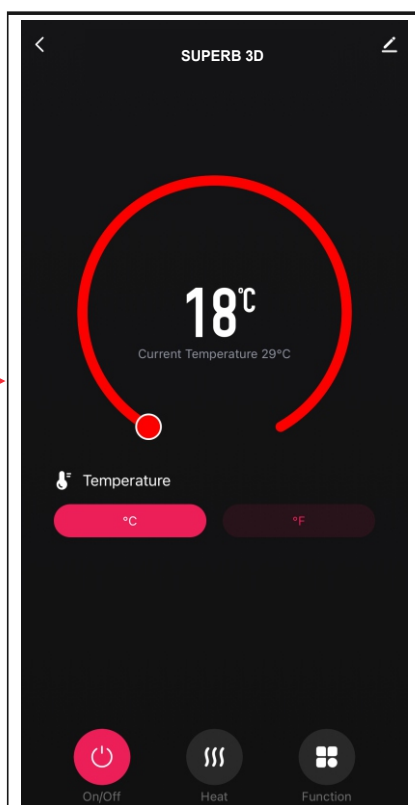 SUPERB 3D
18°C
Current Temperature 29°C
Temperature
°C °F
On/Off Heat Function